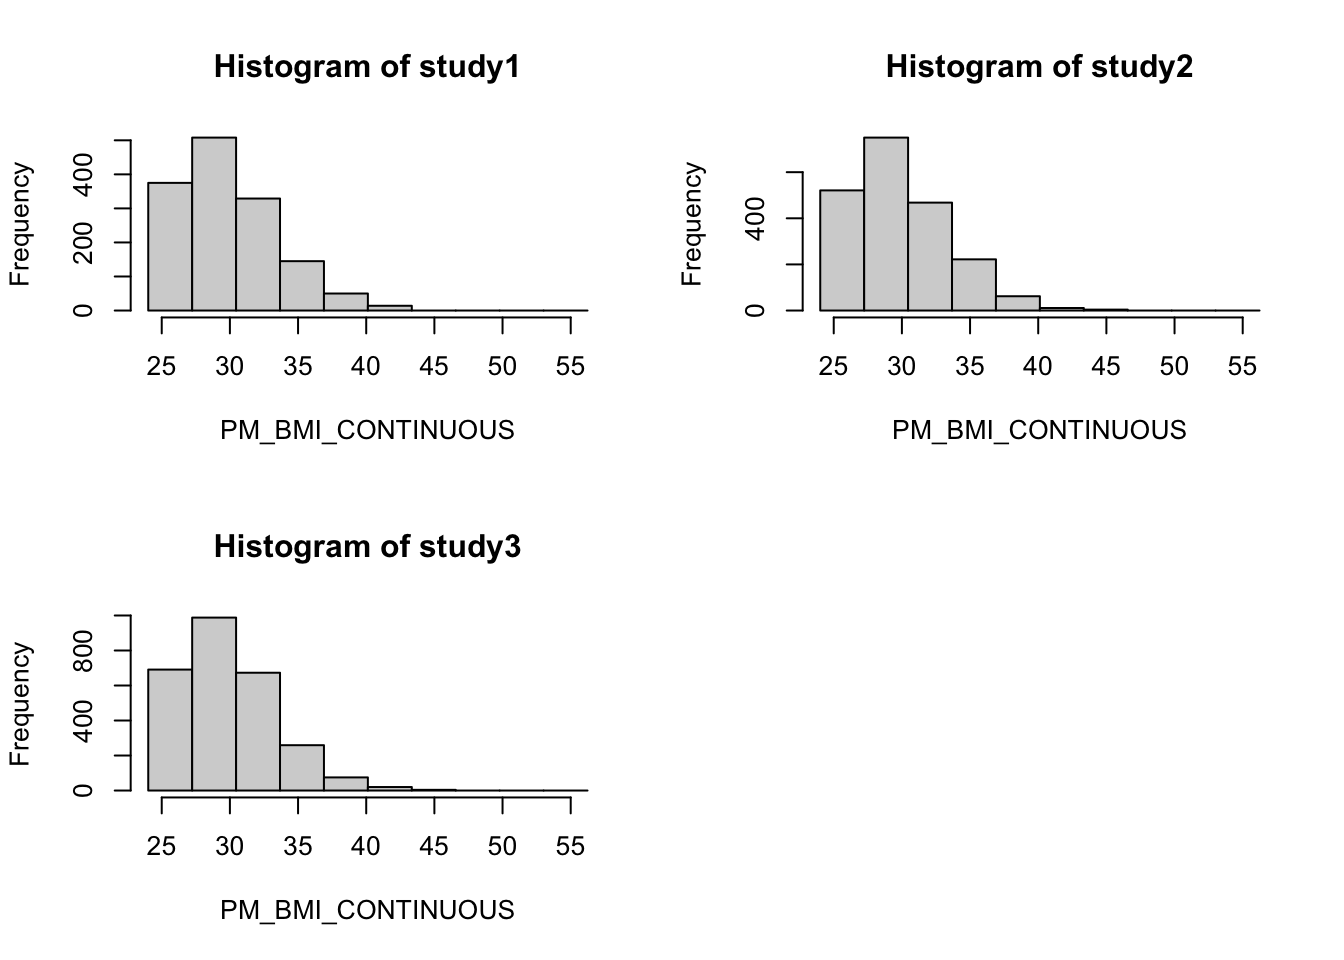 Histogram of study1
Frequency
0 200 400
25 30 35 40 45 50 55
PM_BMI_CONTINUOUS
Histogram of study2
Frequency
0 400
25 30 35 40 45 50 55
PM_BMI_CONTINUOUS
Histogram of study3
Frequency
0 400 800
25 30 35 40 45 50 55
PM_BMI_CONTINUOUS